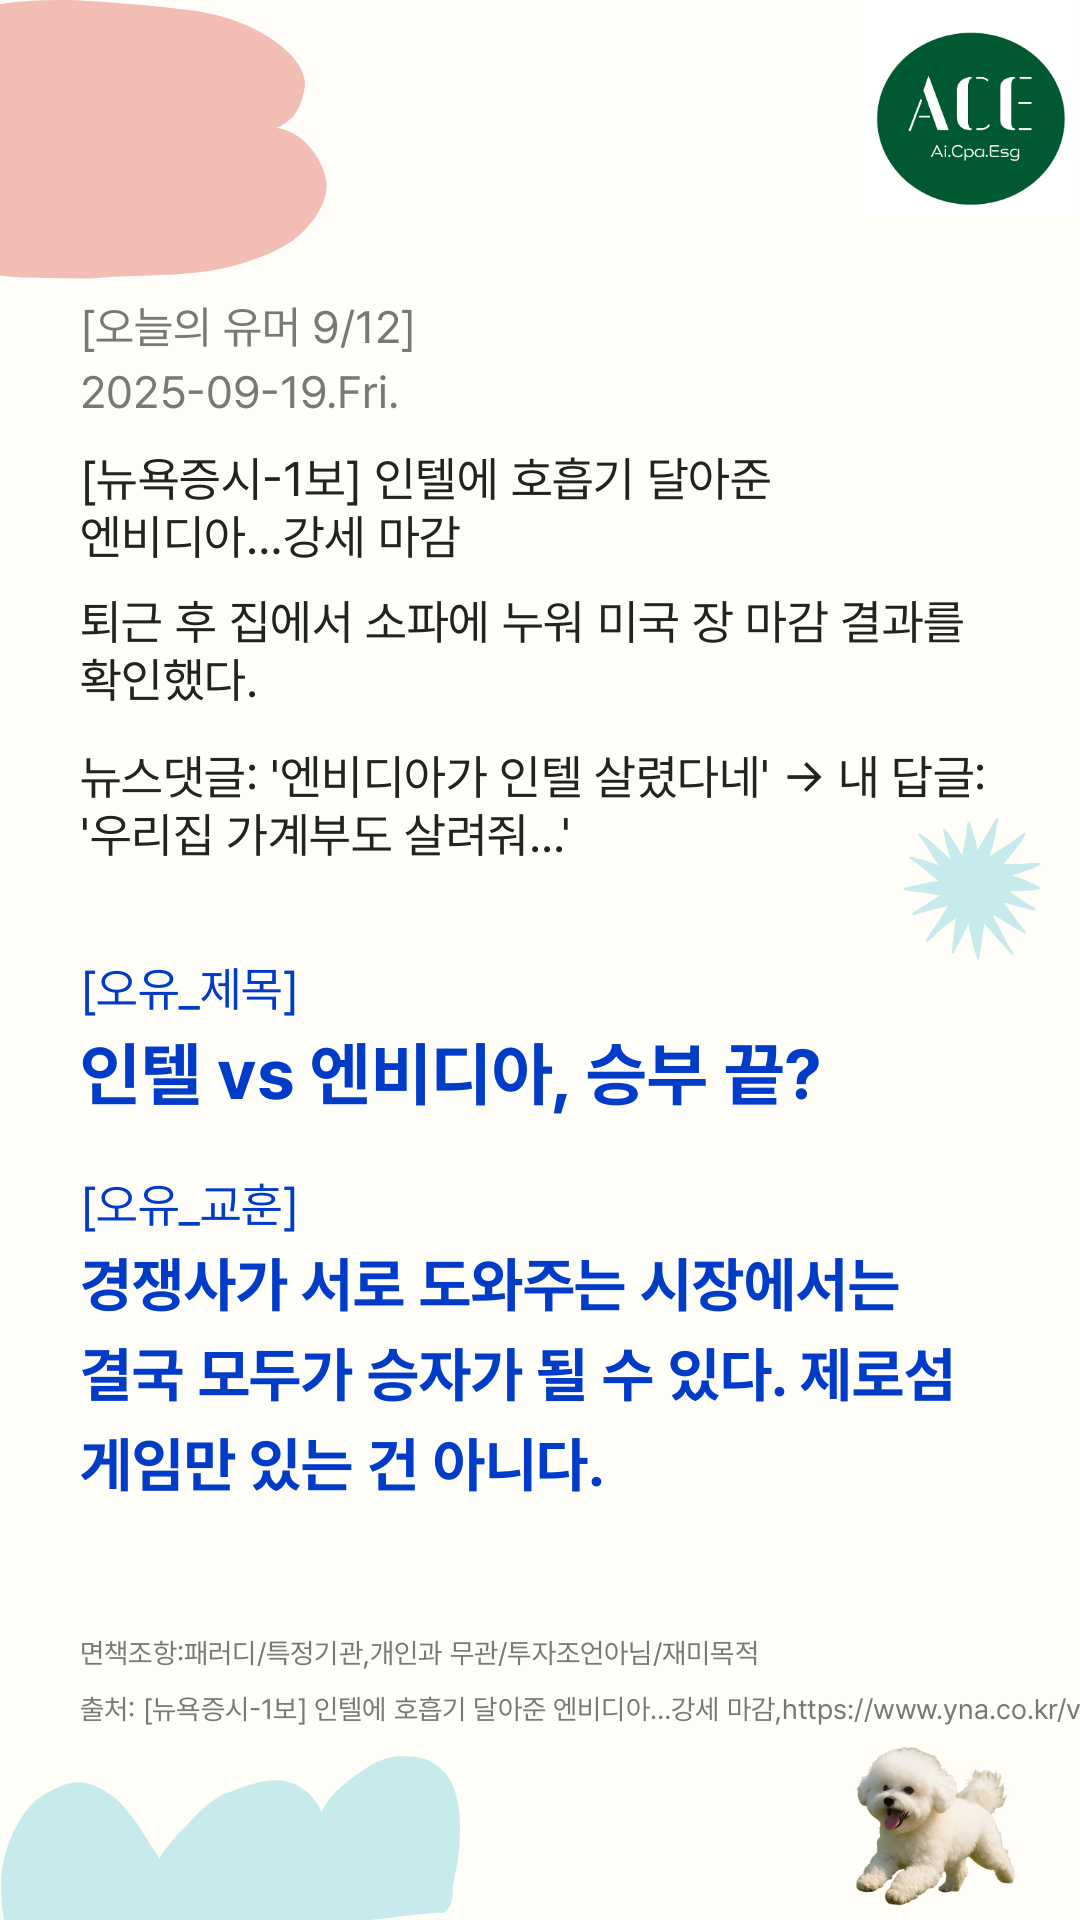 ACE
Ai.Cpa.Esg
[오늘의 유머 9/12]
2025-09-19.Fri.
[뉴욕증시-1보] 인텔에 호흡기 달아준
엔비디아...강세 마감
퇴근 후 집에서 소파에 누워 미국 장 마감 결과를
확인했다.
뉴스댓글: '엔비디아가 인텔 살렸다네' → 내 답글:
'우리집 가계부도 살려줘...'
[오유_제목]
인텔 vs 엔비디아, 승부 끝?
[오유_교훈]
경쟁사가 서로 도와주는 시장에서는
결국 모두가 승자가 될 수 있다. 제로섬
게임만 있는 건 아니다.
면책조항:패러디/특정기관,개인과 무관/투자조언아님/재미목적
출처: [뉴욕증시-1보] 인텔에 호흡기 달아준 엔비디아...강세 마감,https://www.yna.co.kr/v